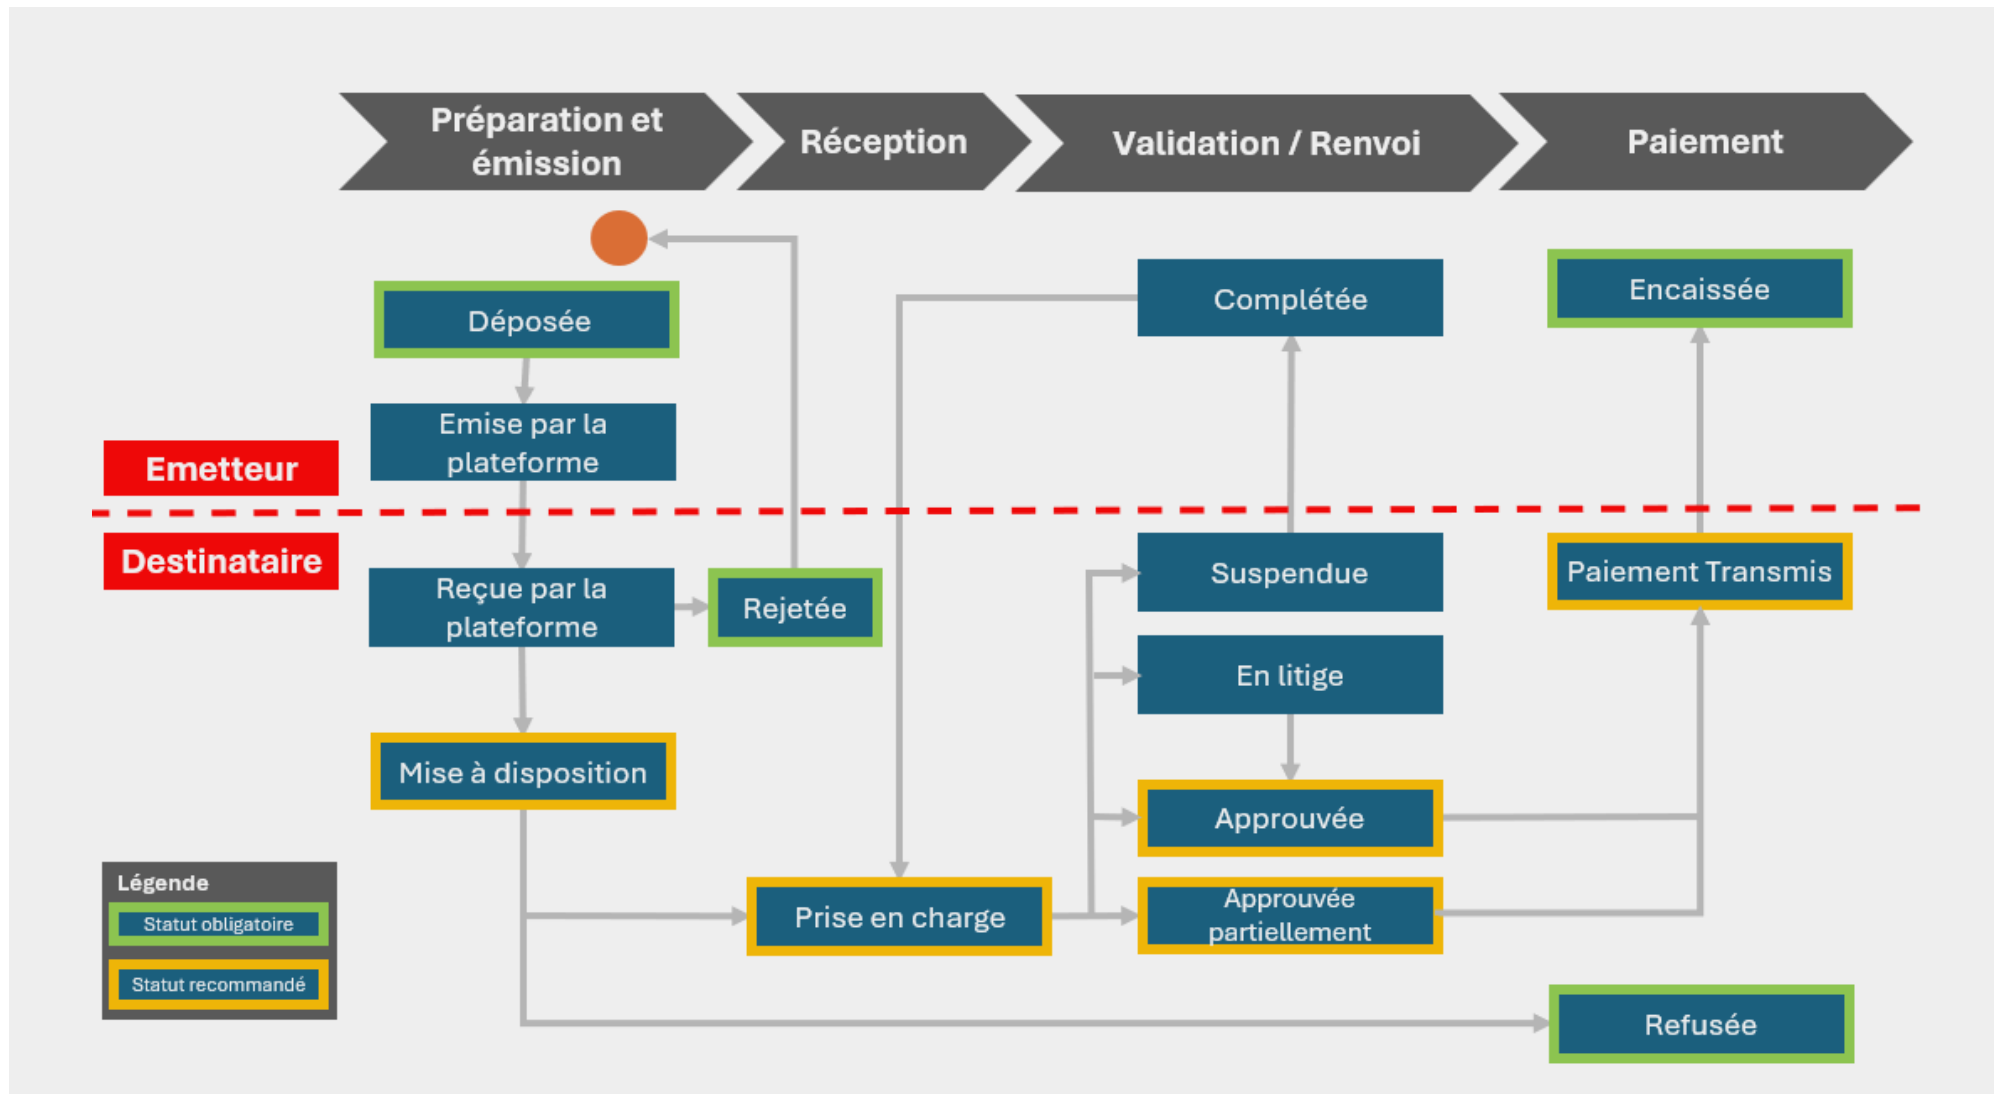 Préparation et
émission
Réception
Validation / Renvoi
Paiement
Déposée
Complétée
Encaissée
Emise par la
plateforme
Emetteur
Destinataire
Reçue par la
plateforme
Rejetée
Suspendue
Paiement Transmis
En litige
Mise à disposition
Approuvée
Prise en charge
Approuvée
partiellement
Refusée
Légende
Statut obligatoire
Statut recommandé